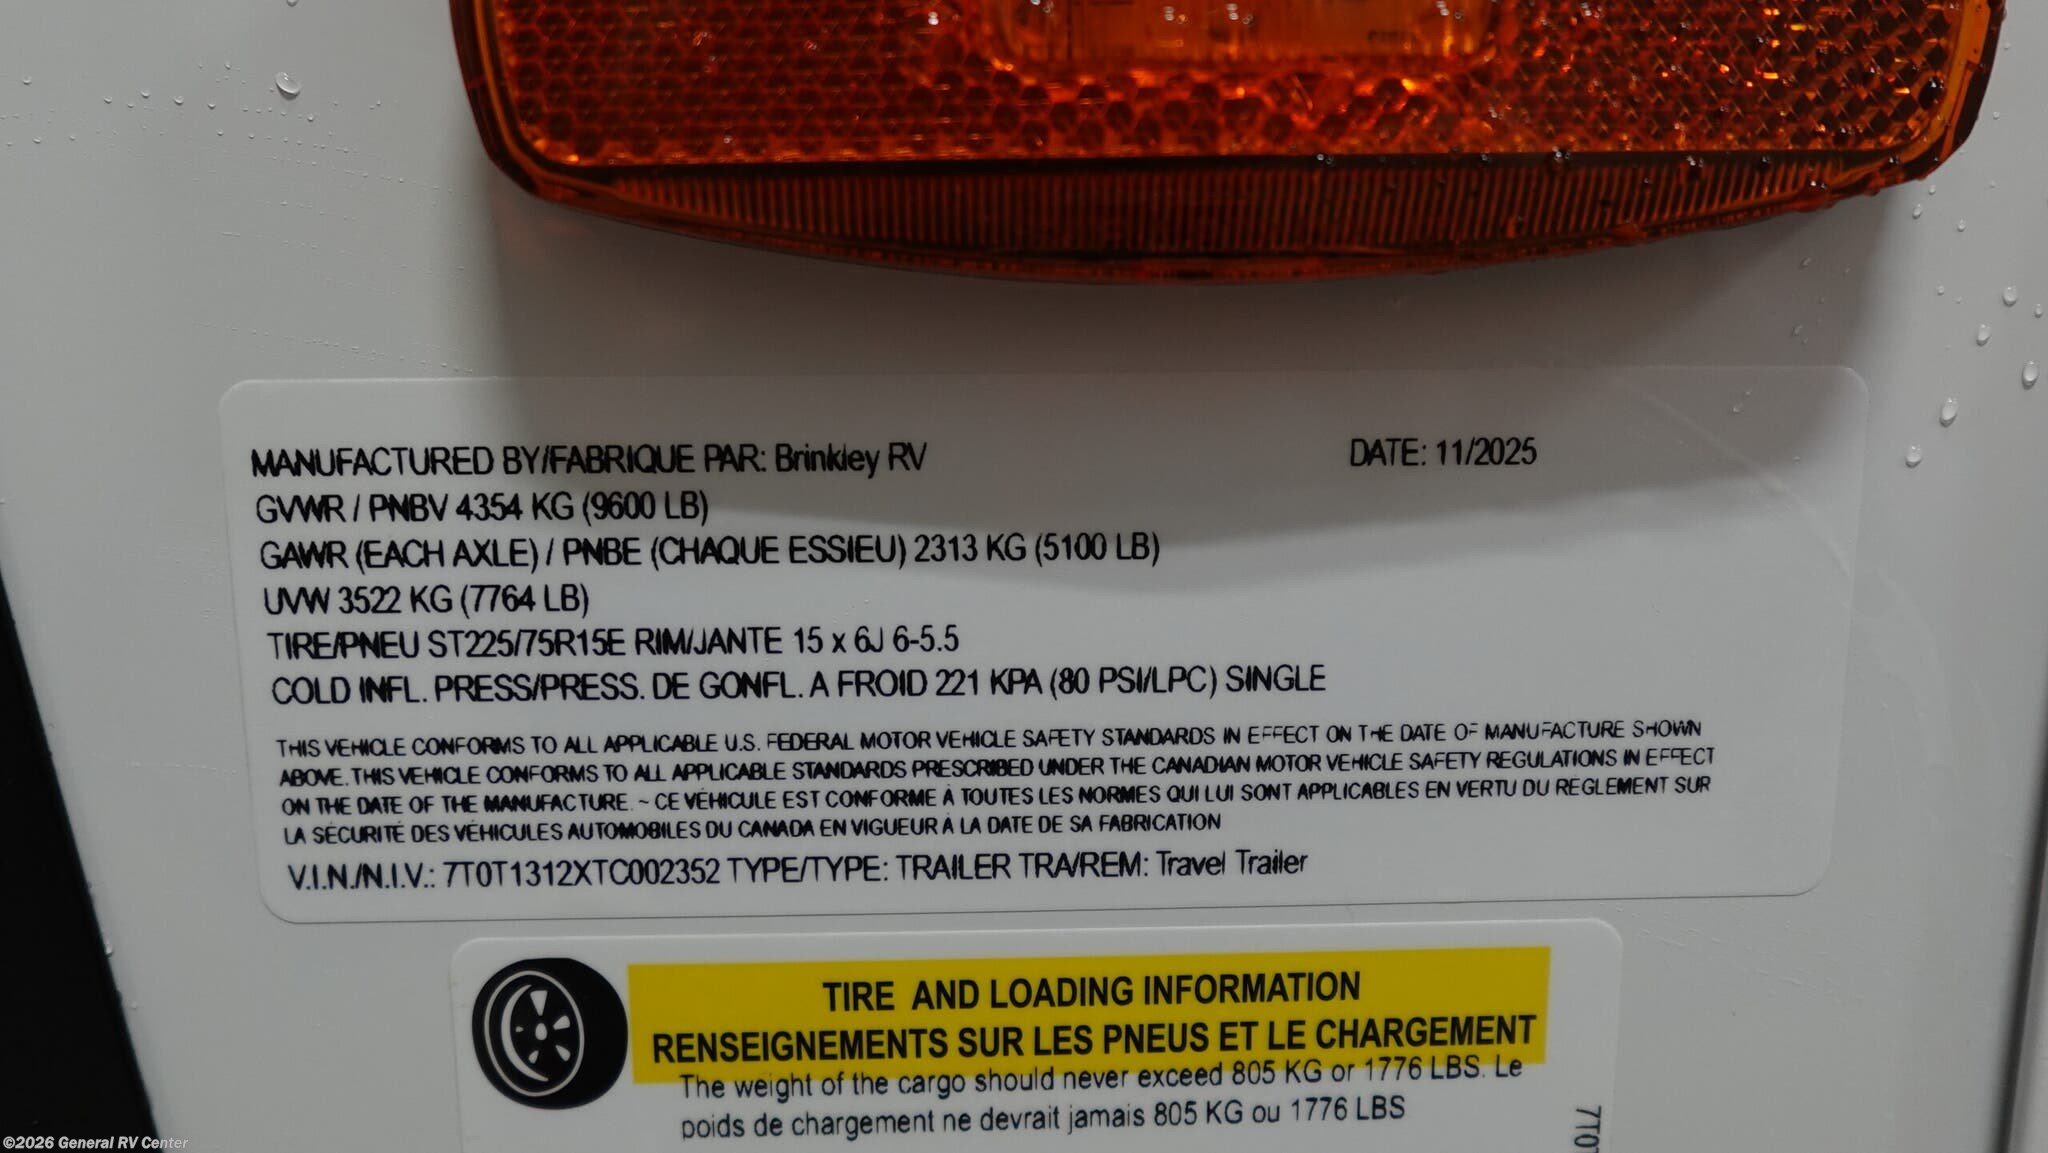 MANUFACTURED BY/FABRIQUE PAR: Brinkley RV DATE: 11/2025
GVWR / PNBV 4354 KG (9600 LB)
GAWR (EACH AXLE) / PNBE (CHAQUE ESSIEU) 2313 KG (5100 LB)
UVW 3522 KG (7764 LB)
TIRE/PNEU ST225/75R15E RIM/JANTE 15 x 6J 6-5.5
COLD INFL. PRESS/PRESS. DE GONFL. A FROID 221 KPA (80 PSI/LPC) SINGLE
THIS VEHICLE CONFORMS TO ALL APPLICABLE U.S. FEDERAL MOTOR VEHICLE SAFETY STANDARDS IN EFFECT ON THE DATE OF MANUFACTURE SHOWN
ABOVE. THIS VEHICLE CONFORMS TO ALL APPLICABLE STANDARDS PRESCRIBED UNDER THE CANADIAN MOTOR VEHICLE SAFETY REGULATIONS IN EFFECT
ON THE DATE OF THE MANUFACTURE. ~ CE VÉHICULE EST CONFORME À TOUTES LES NORMES QUI LUI SONT APPLICABLES EN VERTU DU RÈGLEMENT SUR
LA SÉCURITÉ DES VÉHICULES AUTOMOBILES DU CANADA EN VIGUEUR À LA DATE DE SA FABRICATION
V.I.N./N.I.V.: 7T0T1312XTC002352 TYPE/TYPE: TRAILER TRA/REM: Travel Trailer
TIRE AND LOADING INFORMATION
RENSEIGNEMENTS SUR LES PNEUS ET LE CHARGEMENT
The weight of the cargo should never exceed 805 KG or 1776 LBS. Le
poids de chargement ne devrait jamais 805 KG ou 1776 LBS
7T0
©2026 General RV Center